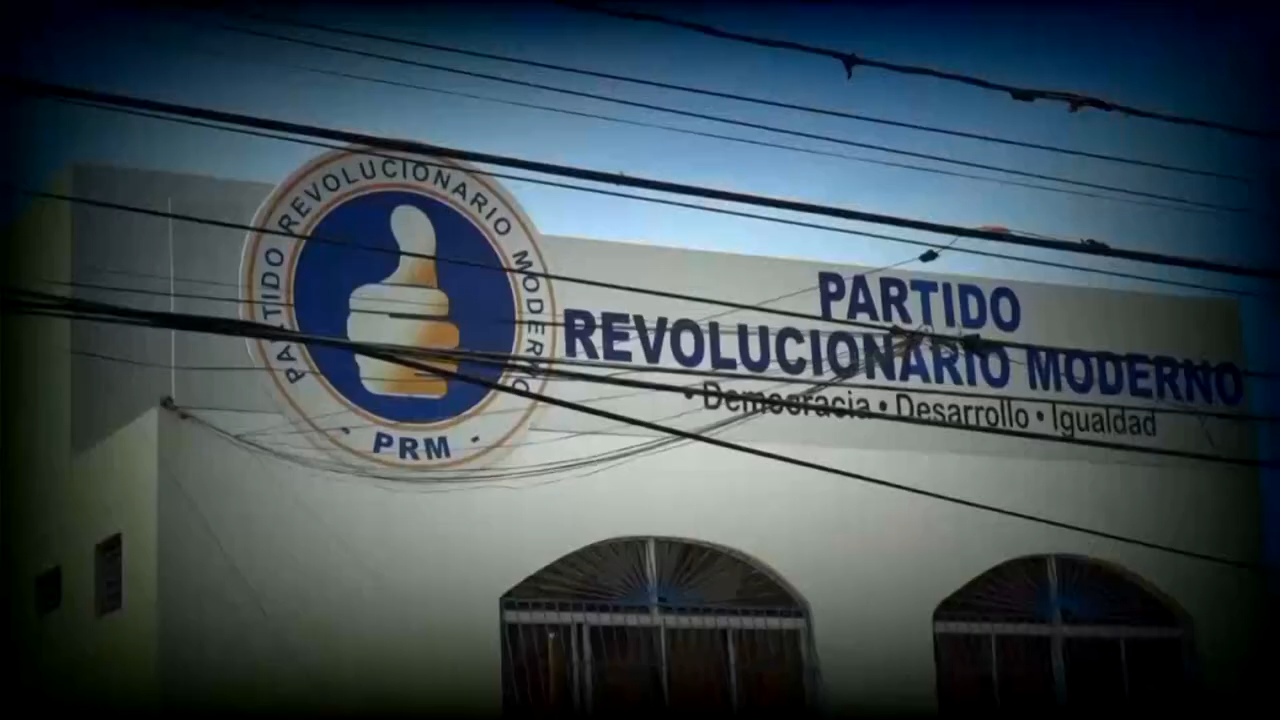 PARTIDO REVOLUCIONARIO MODERNO
• PRM •
PARTIDO
REVOLUCIONARIO MODERNO
• Democracia • Desarrollo • Igualdad